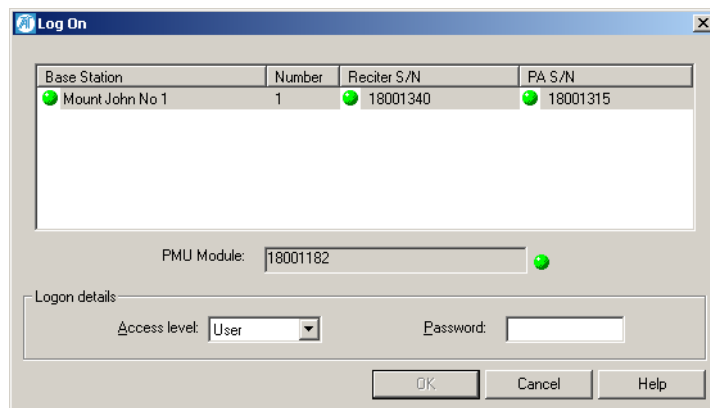 Log On
Base Station Number Reciter S/N PA S/N
Mount John No 1 1 18001340 18001315
PMU Module: 18001182
Logon details
Access level: User Password:
OK Cancel Help